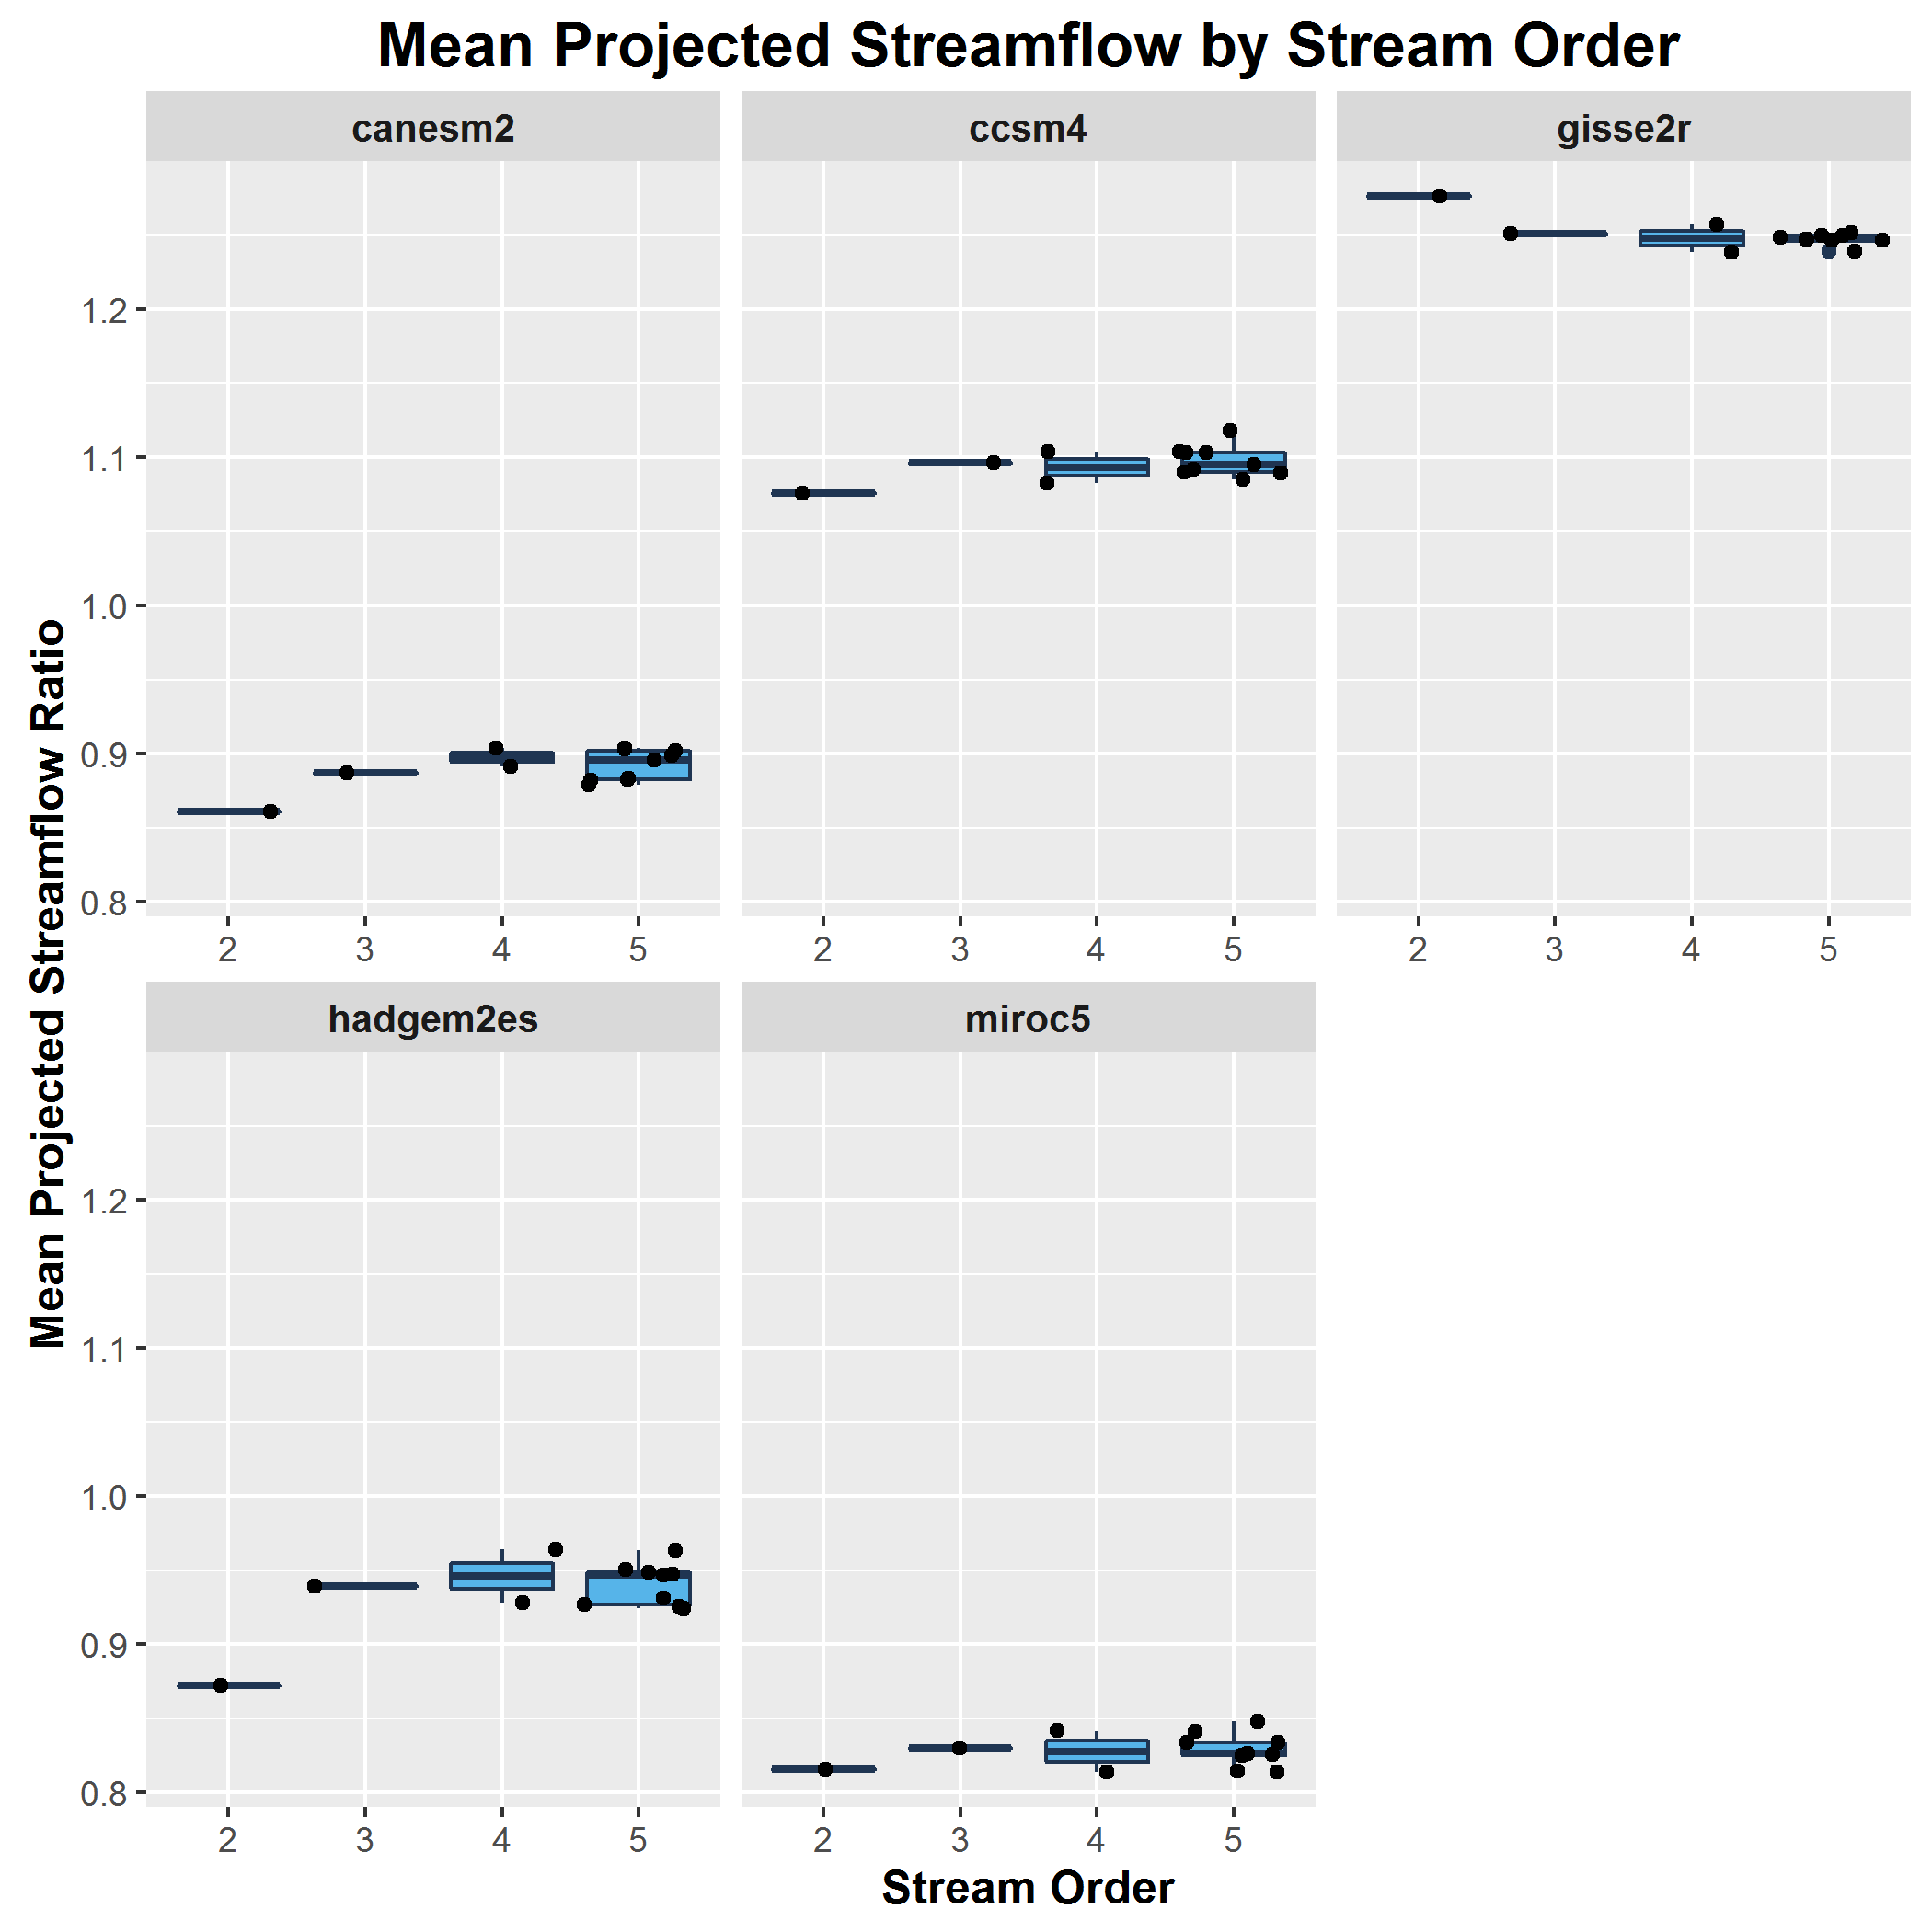 Mean Projected Streamflow by Stream Order
canesm2 ccsm4 gisse2r
1.2
1.1
1.0
0.9
0.8
2 3 4 5 2 3 4 5 2 3 4 5
Mean Projected Streamflow Ratio
hadgem2es miroc5
1.2
1.1
1.0
0.9
0.8
2 3 4 5 2 3 4 5
Stream Order